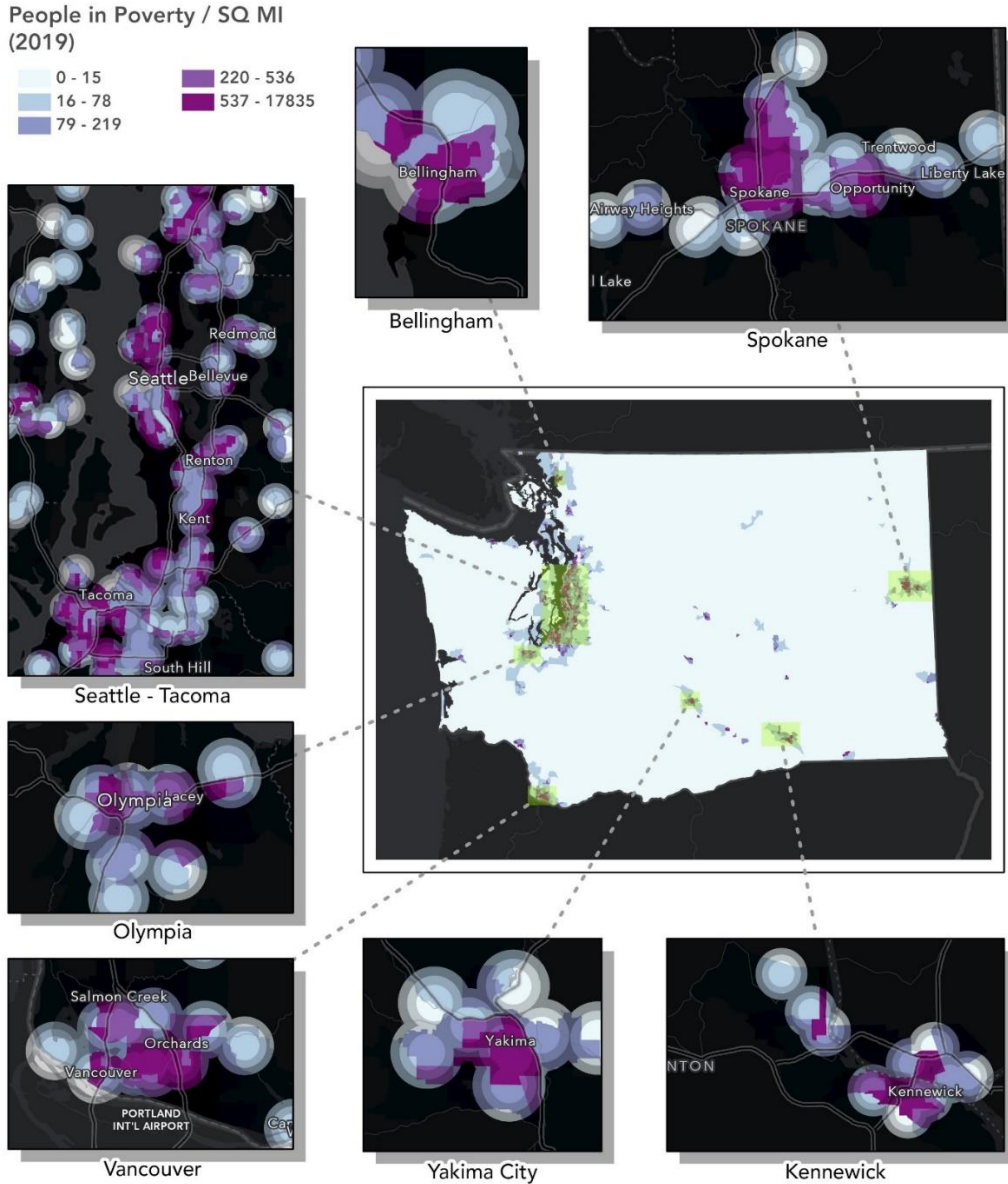 People in Poverty / SQ MI
(2019)
0 - 15
16 - 78
79 - 219
220 - 536
537 - 17835
Bellingham
Bellingham
Trentwood
Liberty Lake
Spokane
Opportunity
Airway Heights
SPOKANE
l Lake
Spokane
Redmond
Seattle
Bellevue
Renton
Kent
Tacoma
South Hill
Seattle - Tacoma
Olympia
Lacey
Olympia
Salmon Creek
Orchards
Vancouver
PORTLAND
INT'L AIRPORT
Vancouver
Yakima
Yakima City
NTON
Kennewick
Kennewick